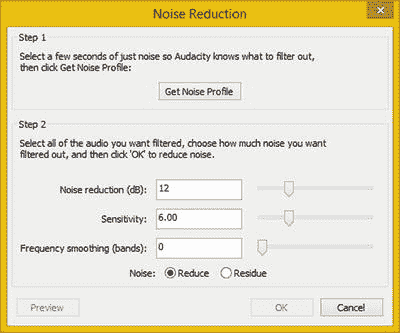 Noise Reduction
Step 1
Select a few seconds of just noise so Audacity knows what to filter out,
then click Get Noise Profile:
Get Noise Profile
Step 2
Select all of the audio you want filtered, choose how much noise you want
filtered out, and then click 'OK' to reduce noise.
Noise reduction (dB): 12
Sensitivity: 6.00
Frequency smoothing (bands): 0
Noise: Reduce Residue
Preview OK Cancel